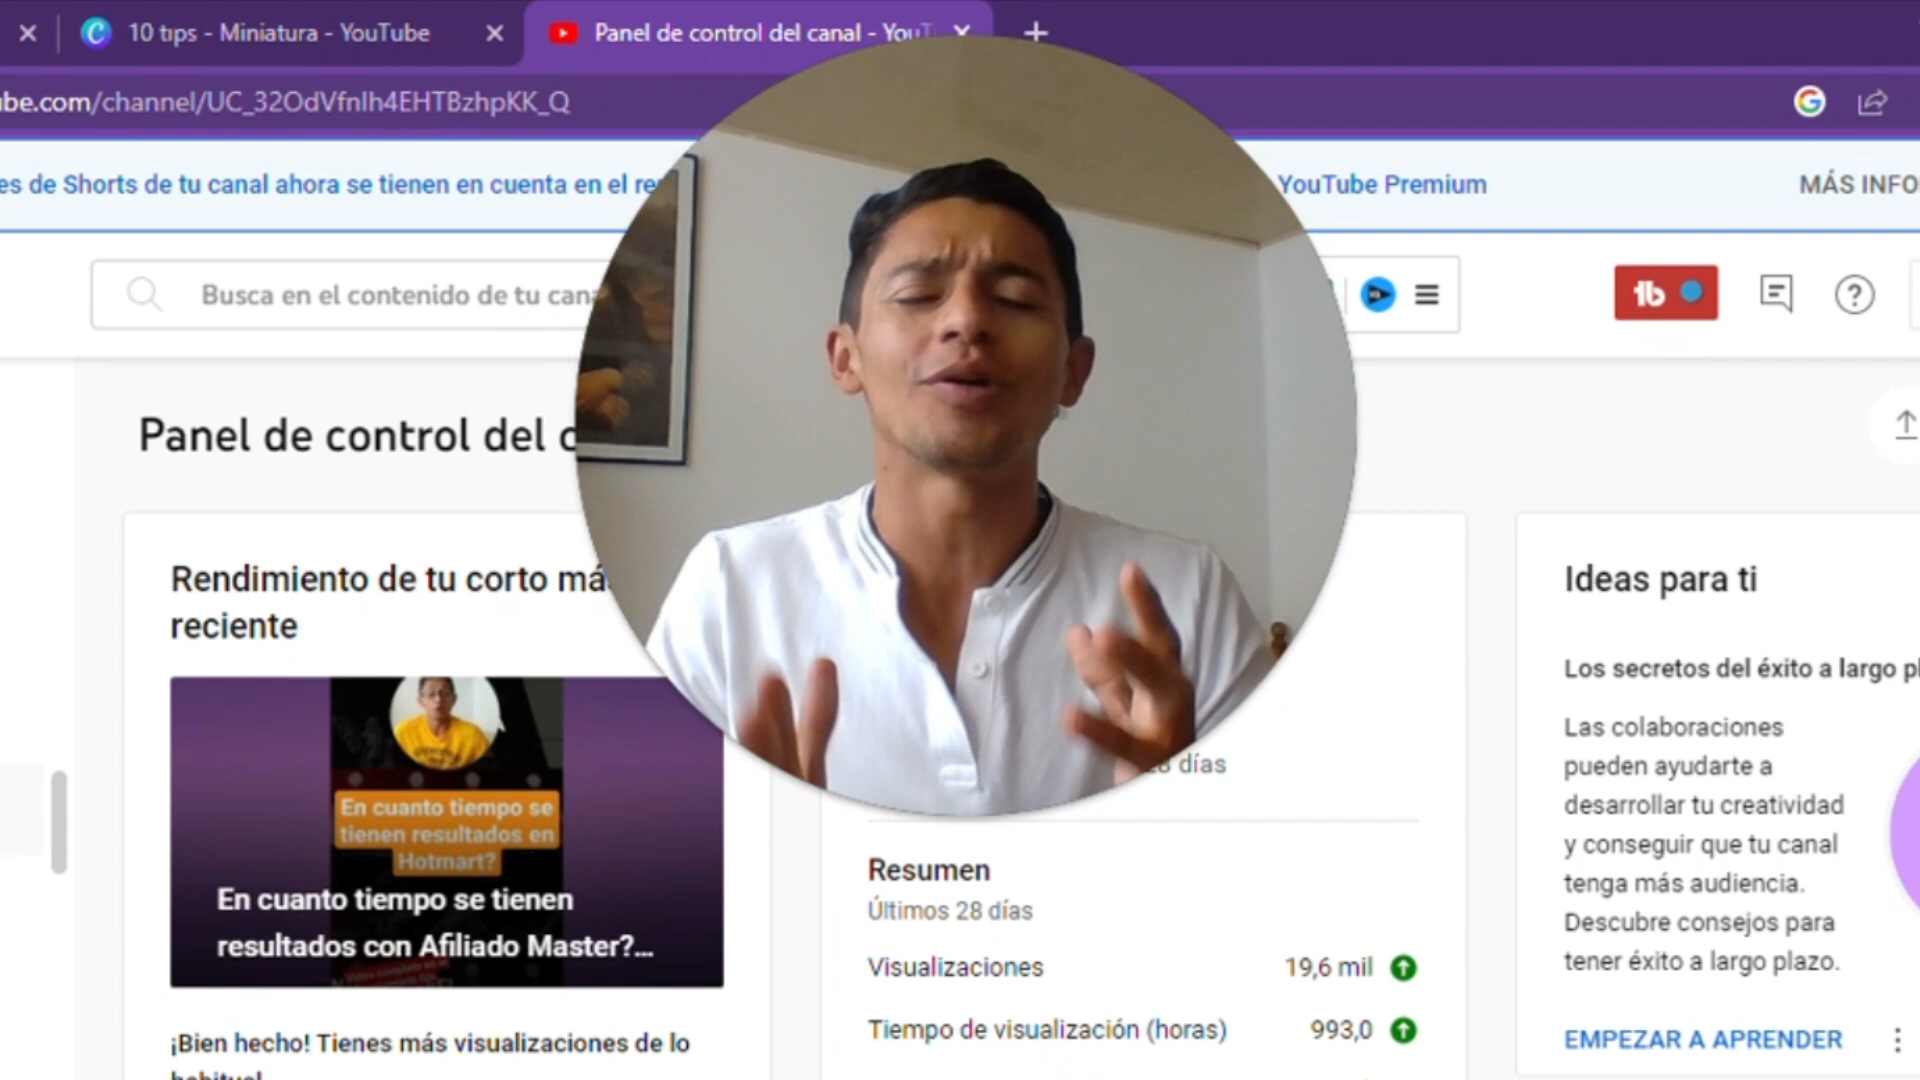 10 tips - Miniatura - YouTube
Panel de control del canal - YouT
be.com/channel/UC_32OdVfnIh4EHTBzhpKK_Q
es de Shorts de tu canal ahora se tienen en cuenta en el re
YouTube Premium
MÁS INFO
Busca en el contenido de tu cana
Panel de control del c
Rendimiento de tu corto má
reciente
En cuanto tiempo se
tienen resultados en
Hotmart?
En cuanto tiempo se tienen
resultados con Afiliado Master?...
¡Bien hecho! Tienes más visualizaciones de lo
habitual
28 días
Resumen
Últimos 28 días
Visualizaciones 19,6 mil
Tiempo de visualización (horas) 993,0
Ideas para ti
Los secretos del éxito a largo pl
Las colaboraciones
pueden ayudarte a
desarrollar tu creatividad
y conseguir que tu canal
tenga más audiencia.
Descubre consejos para
tener éxito a largo plazo.
EMPEZAR A APRENDER